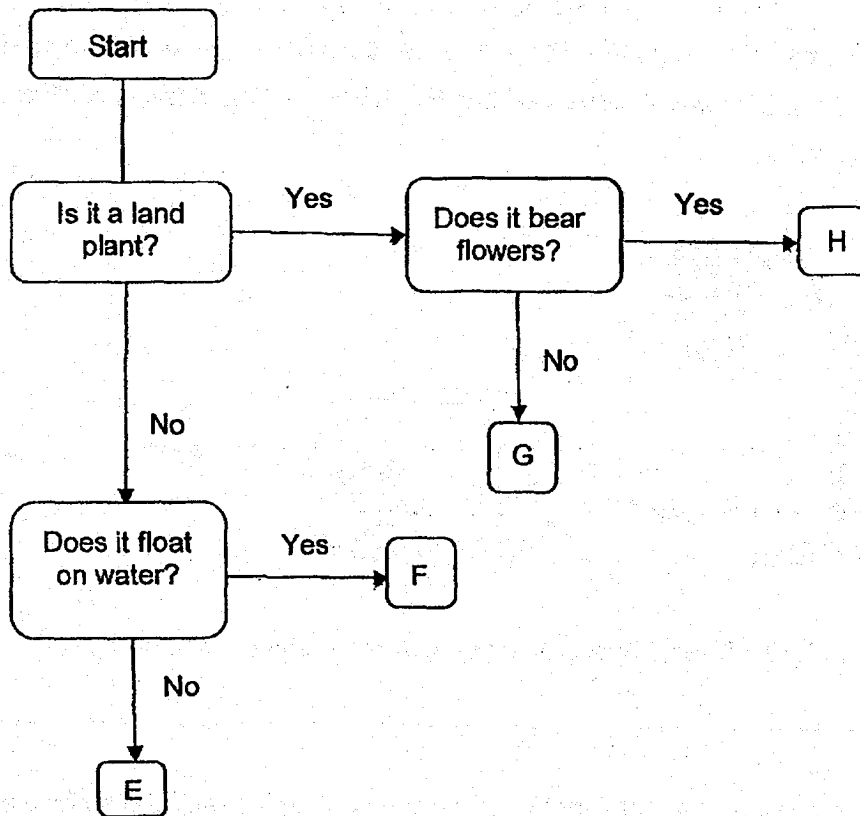 Start
Is it a land
plant?
Yes
Does it bear
flowers?
Yes
H
No
G
No
Does it float
on water?
Yes
F
No
E